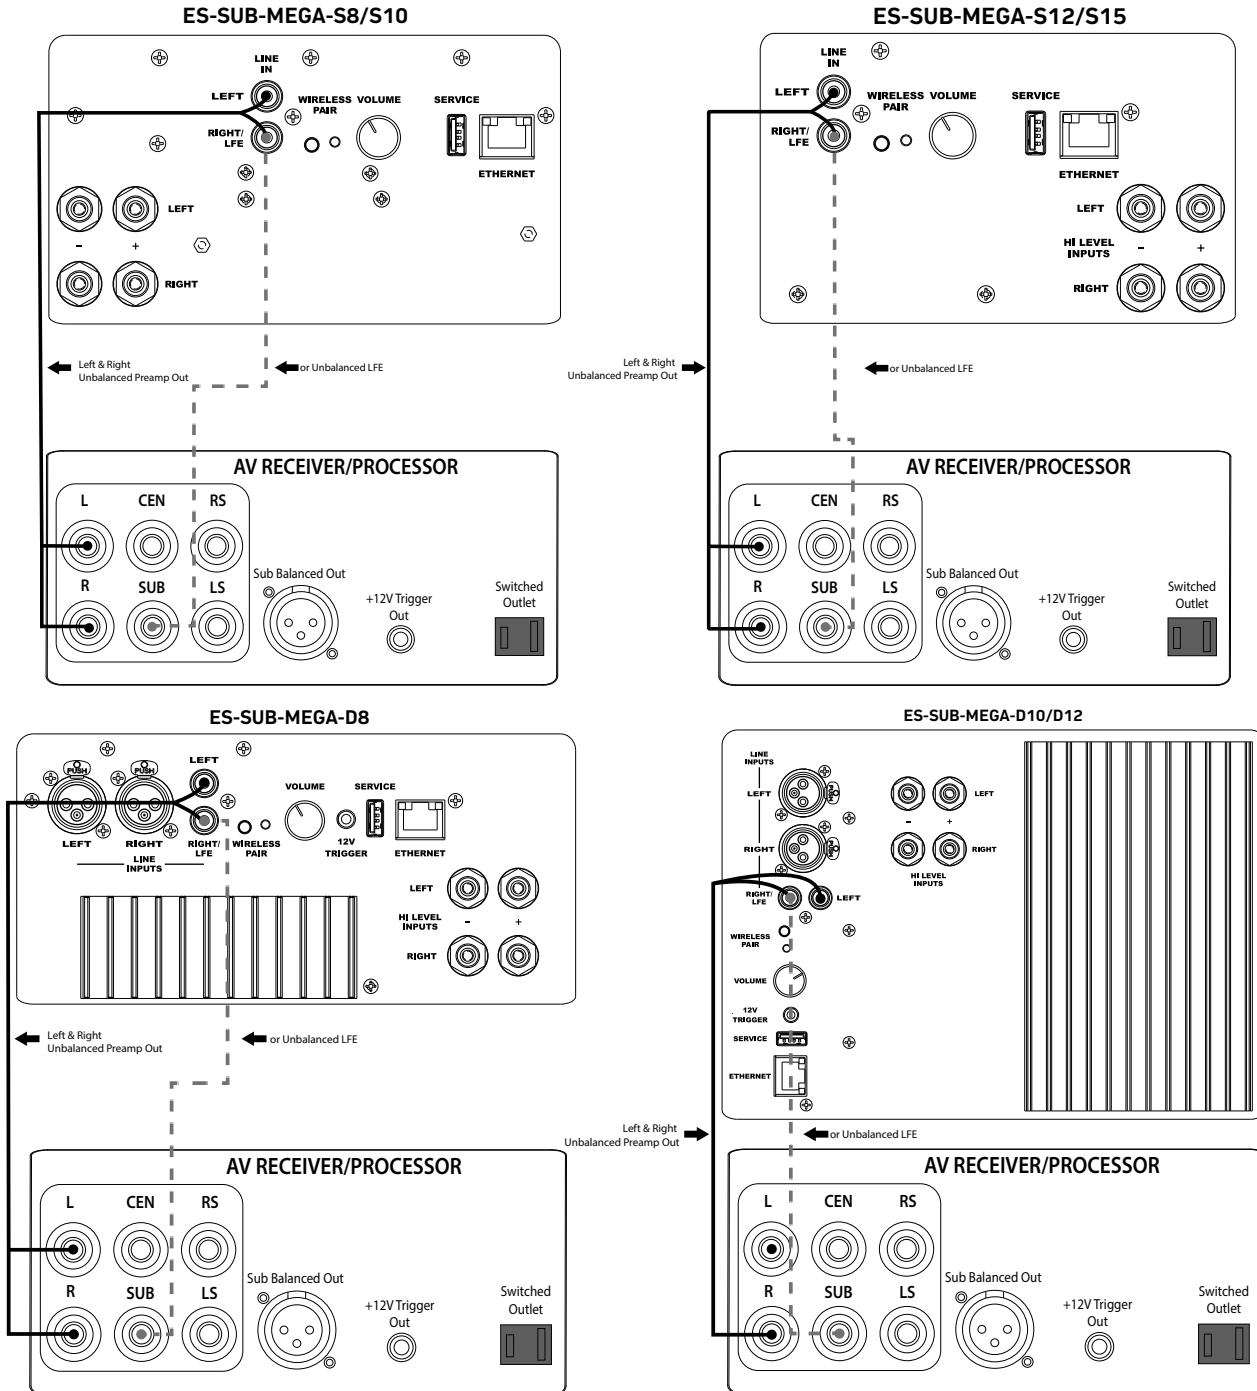 ES-SUB-MEGA-S8/S10
LINE
IN
LEFT
RIGHT/
LFE
WIRELESS
PAIR
VOLUME
SERVICE
ETHERNET
LEFT
-
+
RIGHT
Left & Right
Unbalanced Preamp Out
or Unbalanced LFE
AV RECEIVER/PROCESSOR
L
CEN
RS
R
SUB
LS
Sub Balanced Out
+12V Trigger
Out
Switched
Outlet
ES-SUB-MEGA-S12/S15
LINE
IN
LEFT
RIGHT/
LFE
WIRELESS
PAIR
VOLUME
SERVICE
ETHERNET
LEFT
HI LEVEL
INPUTS
-
+
RIGHT
Left & Right
Unbalanced Preamp Out
or Unbalanced LFE
AV RECEIVER/PROCESSOR
L
CEN
RS
R
SUB
LS
Sub Balanced Out
+12V Trigger
Out
Switched
Outlet
ES-SUB-MEGA-D8
PUSH
PUSH
LEFT
LEFT
RIGHT
LINE
INPUTS
RIGHT/
LFE
WIRELESS
PAIR
VOLUME
12V
TRIGGER
SERVICE
ETHERNET
LEFT
HI LEVEL
INPUTS
-
+
RIGHT
Left & Right
Unbalanced Preamp Out
or Unbalanced LFE
AV RECEIVER/PROCESSOR
L
CEN
RS
R
SUB
LS
Sub Balanced Out
+12V Trigger
Out
Switched
Outlet
ES-SUB-MEGA-D10/D12
LINE
INPUTS
LEFT
PUSH
RIGHT
PUSH
RIGHT/
LFE
LEFT
WIRELESS
PAIR
VOLUME
12V
TRIGGER
SERVICE
ETHERNET
LEFT
-
+
RIGHT
HI LEVEL
INPUTS
Left & Right
Unbalanced Preamp Out
or Unbalanced LFE
AV RECEIVER/PROCESSOR
L
CEN
RS
R
SUB
LS
Sub Balanced Out
+12V Trigger
Out
Switched
Outlet